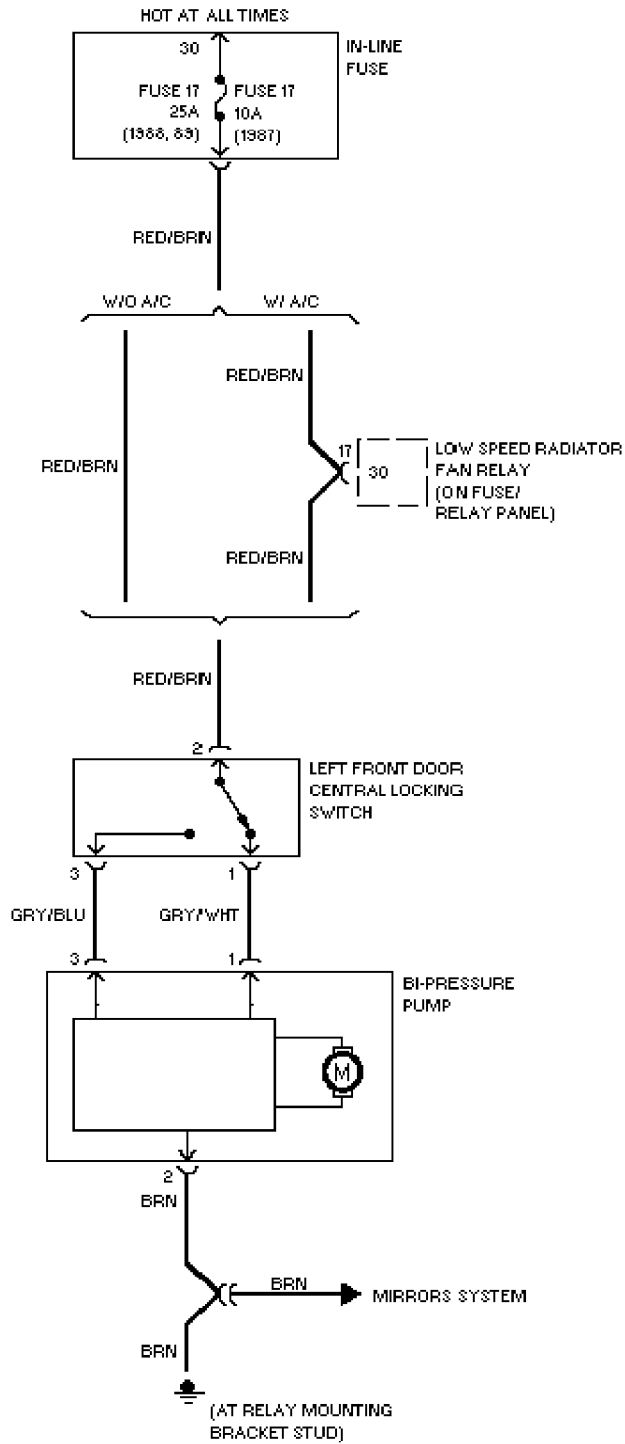 HOT AT ALL TIMES
30
IN-LINE
FUSE
FUSE 17
25A
(1988, 89)
FUSE 17
10A
(1987)
RED/BRN
W/O A/C
W/ A/C
RED/BRN
RED/BRN
17
30
LOW SPEED RADIATOR
FAN RELAY
(ON FUSE/
RELAY PANEL)
RED/BRN
RED/BRN
2
LEFT FRONT DOOR
CENTRAL LOCKING
SWITCH
3
1
GRY/BLU
GRY/WHT
3
1
BI-PRESSURE
PUMP
M
2
BRN
BRN
MIRRORS SYSTEM
BRN
(AT RELAY MOUNTING
BRACKET STUD)